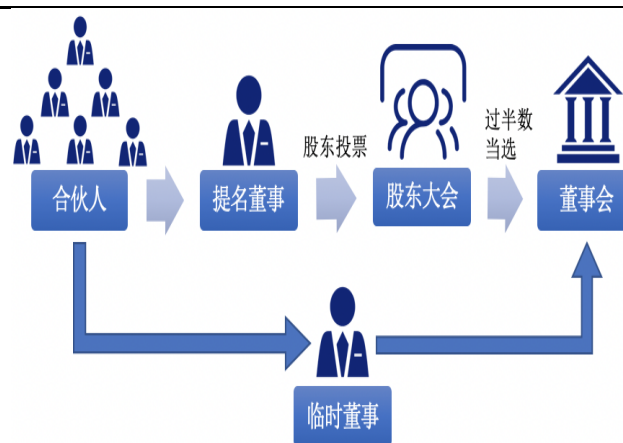 合伙人
提名董事
股东投票
股东大会
过半数
当选
董事会
临时董事